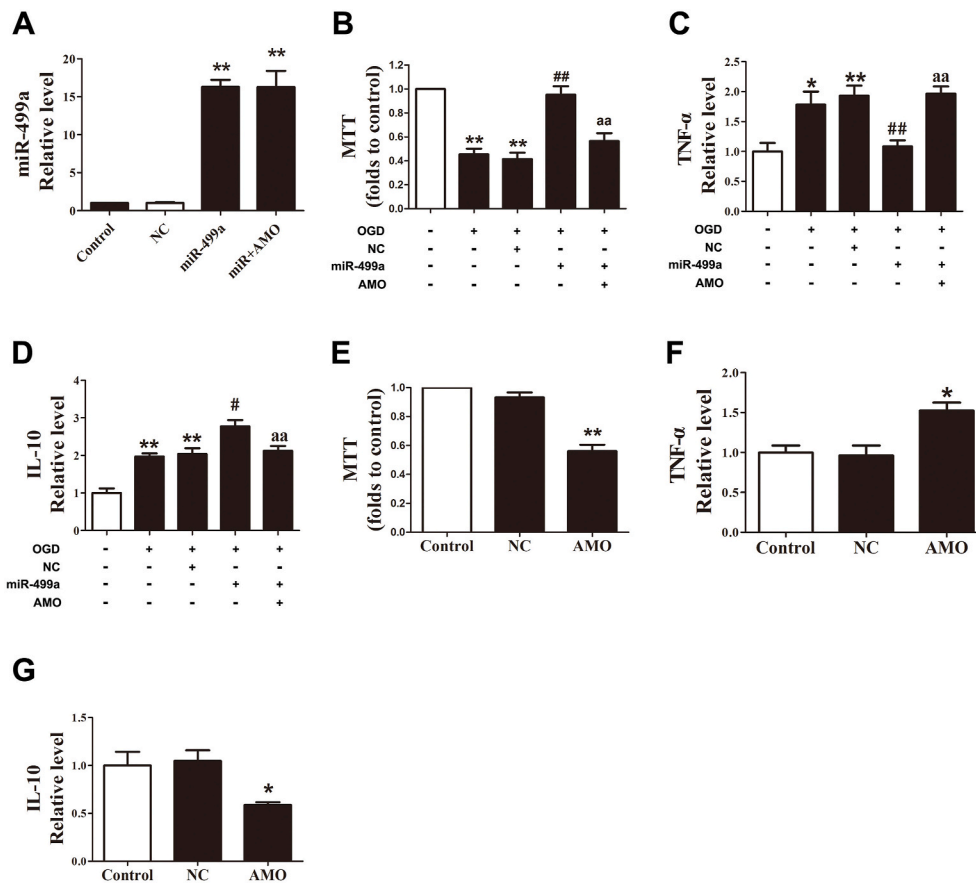 A
miR-499a
Relative level
20
15
10
5
0
**
**
Control
NC
miR-499a
miR+AMO
B
MTT
(folds to control)
1.2
1.0
0.8
0.6
0.4
0.2
0.0
**
**
##
aa
OGD - + + + +
NC - - + - -
miR-499a - - - + +
AMO - - - - +
C
TNF-α
Relative level
2.5
2.0
1.5
1.0
0.5
0.0
*
**
##
aa
OGD - + + + +
NC - - + - -
miR-499a - - - + +
AMO - - - - +
D
IL-10
Relative level
4
3
2
1
0
**
**
#
aa
OGD - + + + +
NC - - + - -
miR-499a - - - + +
AMO - - - - +
E
MTT
(folds to control)
1.0
0.8
0.6
0.4
0.2
0.0
**
Control NC AMO
F
TNF-α
Relative level
2.0
1.5
1.0
0.5
0.0
*
Control NC AMO
G
IL-10
Relative level
1.5
1.0
0.5
0.0
*
Control NC AMO